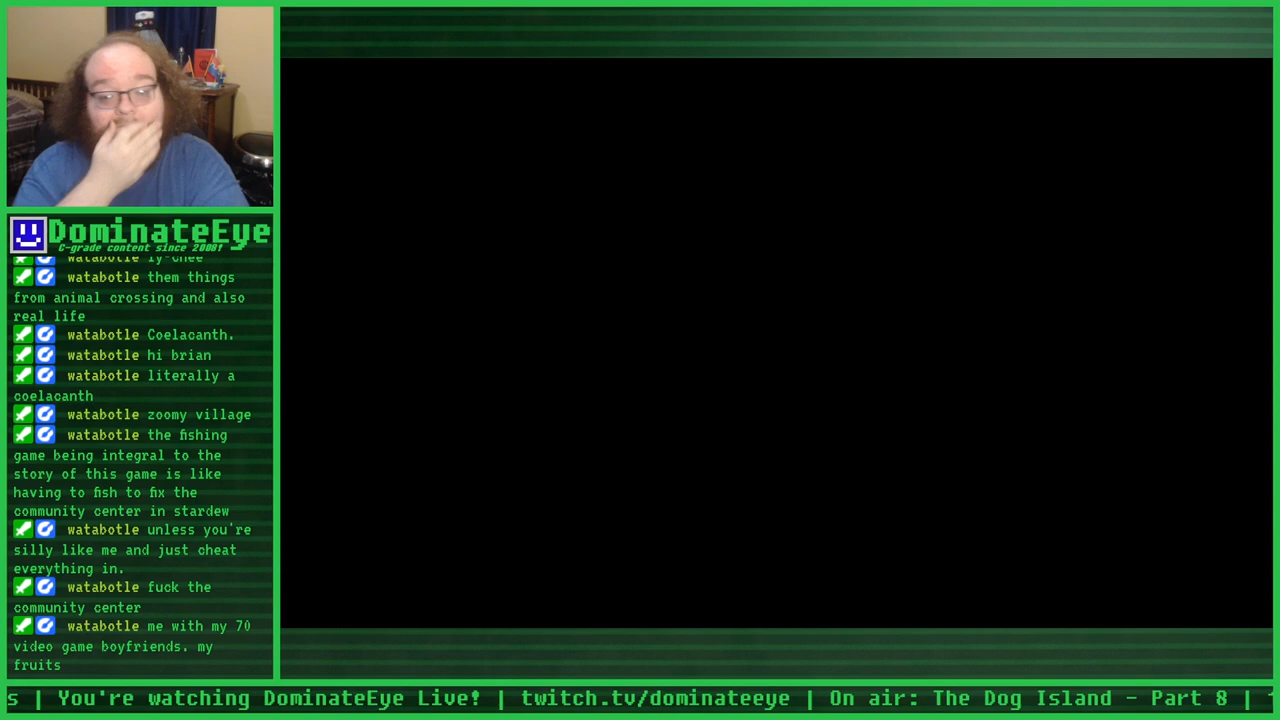 DominateEye
C-grade content since 2008!
watabotle ly-chee
watabotle them things
from animal crossing and also
real life
watabotle Coelacanth.
watabotle hi brian
watabotle literally a
coelacanth
watabotle zoomy village
watabotle the fishing
game being integral to the
story of this game is like
having to fish to fix the
community center in stardew
watabotle unless you're
silly like me and just cheat
everything in.
watabotle fuck the
community center
watabotle me with my 70
video game boyfriends. my
fruits
s | You're watching DominateEye Live! | twitch.tv/dominateeye | On air: The Dog Island - Part 8 |